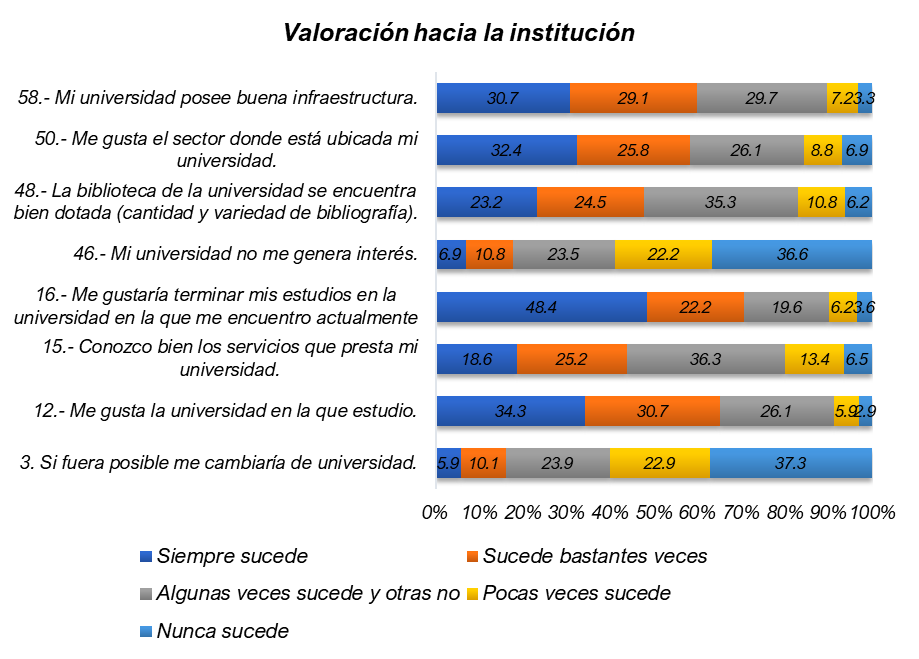 Valoración hacia la institución
58.- Mi universidad posee buena infraestructura.
30.7 29.1 29.7 7.2 3.3
50.- Me gusta el sector donde está ubicada mi
universidad.
32.4 25.8 26.1 8.8 6.9
48.- La biblioteca de la universidad se encuentra
bien dotada (cantidad y variedad de bibliografía).
23.2 24.5 35.3 10.8 6.2
46.- Mi universidad no me genera interés.
6.9 10.8 23.5 22.2 36.6
16.- Me gustaría terminar mis estudios en la
universidad en la que me encuentro actualmente
48.4 22.2 19.6 6.2 3.6
15.- Conozco bien los servicios que presta mi
universidad.
18.6 25.2 36.3 13.4 6.5
12.- Me gusta la universidad en la que estudio.
34.3 30.7 26.1 5.9 2.9
3. Si fuera posible me cambiaría de universidad.
5.9 10.1 23.9 22.9 37.3
0% 10% 20% 30% 40% 50% 60% 70% 80% 90% 100%
Siempre sucede Sucede bastantes veces
Algunas veces sucede y otras no Pocas veces sucede
Nunca sucede